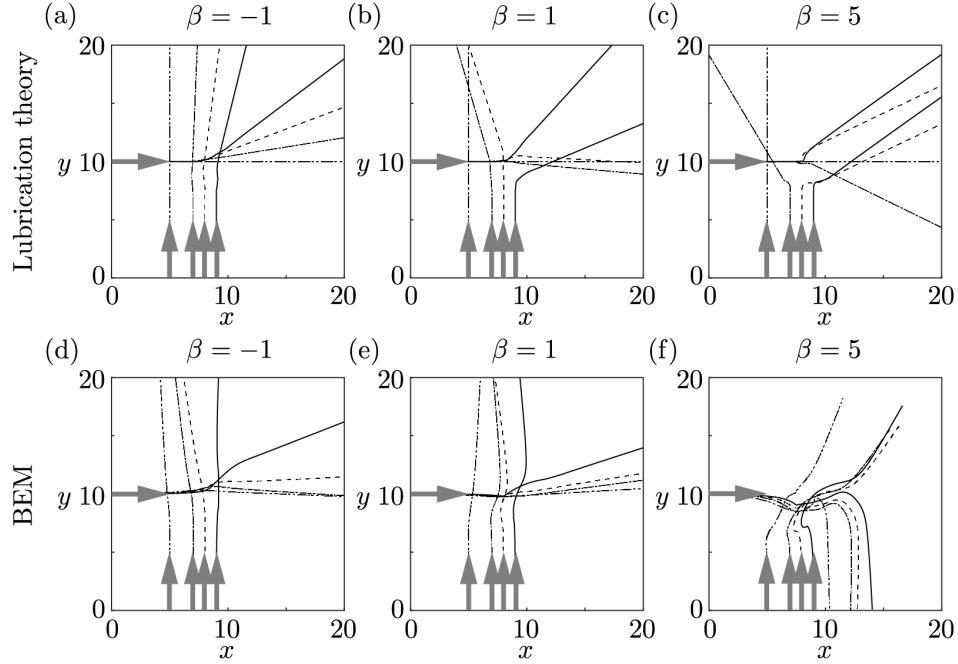 (a) β = −1 (b) β = 1 (c) β = 5
Lubrication theory
20 20 20
y 10 y 10 y 10
0 0 0
0 10 20 0 10 20 0 10 20
x x x
(d) β = −1 (e) β = 1 (f) β = 5
BEM
20 20 20
y 10 y 10 y 10
0 0 0
0 10 20 0 10 20 0 10 20
x x x